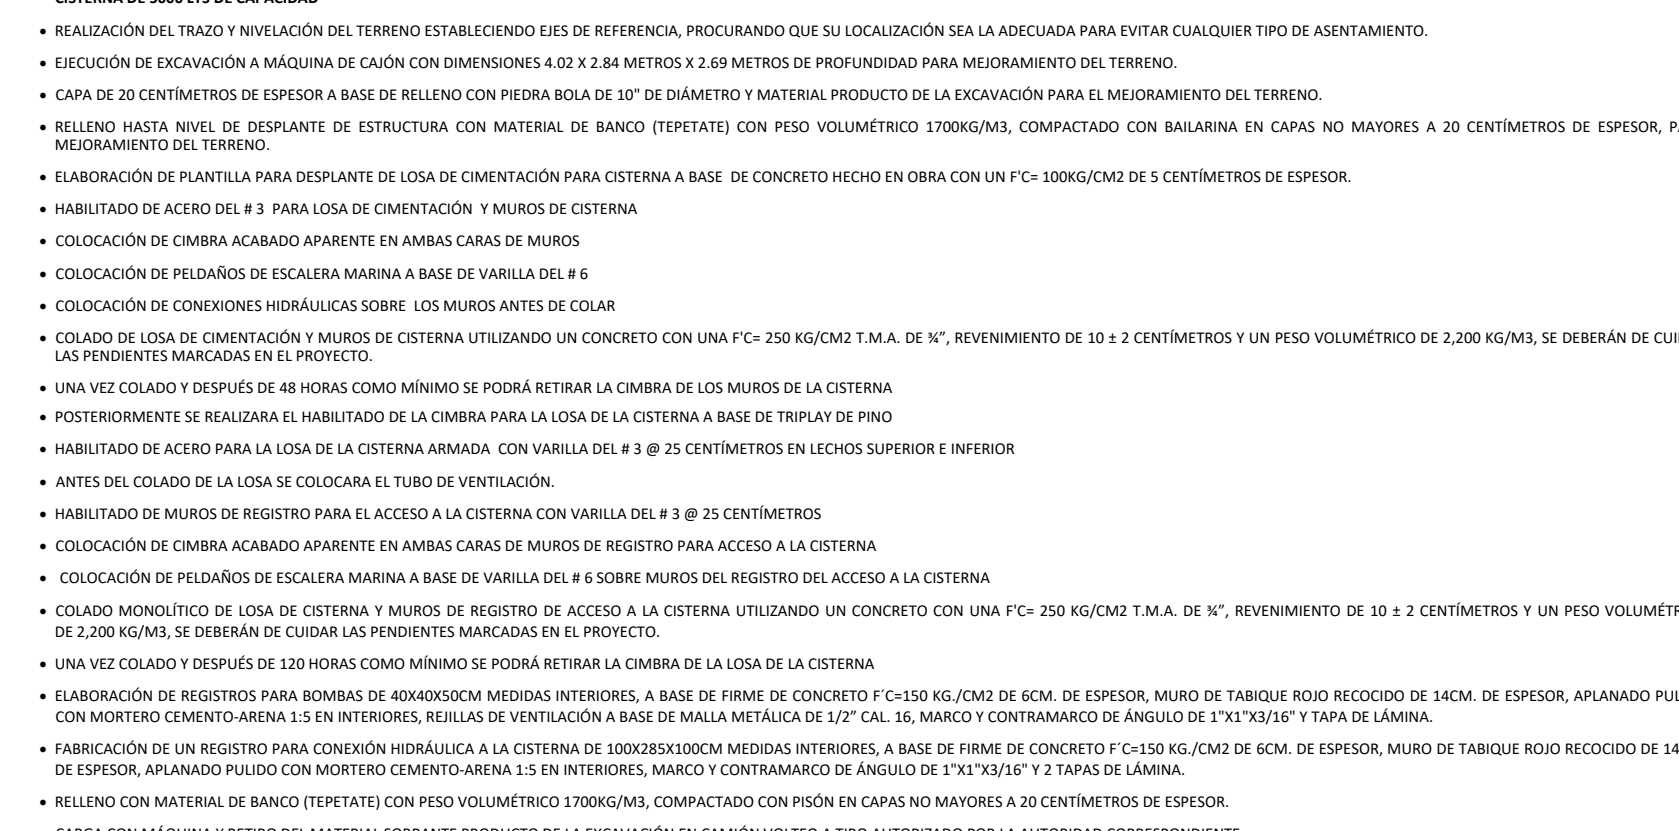 CISTERNA DE 5000 LTS DE CAPACIDAD
• REALIZACIÓN DEL TRAZO Y NIVELACIÓN DEL TERRENO ESTABLECIENDO EJES DE REFERENCIA, PROCURANDO QUE SU LOCALIZACIÓN SEA LA ADECUADA PARA EVITAR CUALQUIER TIPO DE ASENTAMIENTO.
• EJECUCIÓN DE EXCAVACIÓN A MÁQUINA DE CAJÓN CON DIMENSIONES 4.02 X 2.84 METROS X 2.69 METROS DE PROFUNDIDAD PARA MEJORAMIENTO DEL TERRENO.
• CAPA DE 20 CENTÍMETROS DE ESPESOR A BASE DE RELLENO CON PIEDRA BOLA DE 10" DE DIÁMETRO Y MATERIAL PRODUCTO DE LA EXCAVACIÓN PARA EL MEJORAMIENTO DEL TERRENO.
• RELLENO HASTA NIVEL DE DESPLANTE DE ESTRUCTURA CON MATERIAL DE BANCO (TEPETATE) CON PESO VOLUMÉTRICO 1700KG/M3, COMPACTADO CON BAILARINA EN CAPAS NO MAYORES A 20 CENTÍMETROS DE ESPESOR,
MEJORAMIENTO DEL TERRENO.
• ELABORACIÓN DE PLANTILLA PARA DESPLANTE DE LOSA DE CIMENTACIÓN PARA CISTERNA A BASE DE CONCRETO HECHO EN OBRA CON UN F'C= 100KG/CM2 DE 5 CENTÍMETROS DE ESPESOR.
• HABILITADO DE ACERO DEL # 3 PARA LOSA DE CIMENTACIÓN Y MUROS DE CISTERNA
• COLOCACIÓN DE CIMBRA ACABADO APARENTE EN AMBAS CARAS DE MUROS
• COLOCACIÓN DE PELDAÑOS DE ESCALERA MARINA A BASE DE VARILLA DEL # 6
• COLOCACIÓN DE CONEXIONES HIDRÁULICAS SOBRE LOS MUROS ANTES DE COLAR
• COLADO DE LOSA DE CIMENTACIÓN Y MUROS DE CISTERNA UTILIZANDO UN CONCRETO CON UNA F'C= 250 KG/CM2 T.M.A. DE ¾”, REVENIMIENTO DE 10 ± 2 CENTÍMETROS Y UN PESO VOLUMÉTRICO DE 2,200 KG/M3, SE DEBERÁN DE
LAS PENDIENTES MARCADAS EN EL PROYECTO.
• UNA VEZ COLADO Y DESPUÉS DE 48 HORAS COMO MÍNIMO SE PODRÁ RETIRAR LA CIMBRA DE LOS MUROS DE LA CISTERNA
• POSTERIORMENTE SE REALIZARA EL HABILITADO DE LA CIMBRA PARA LA LOSA DE LA CISTERNA A BASE DE TRIPLAY DE PINO
• HABILITADO DE ACERO PARA LA LOSA DE LA CISTERNA ARMADA CON VARILLA DEL # 3 @ 25 CENTÍMETROS EN LECHOS SUPERIOR E INFERIOR
• ANTES DEL COLADO DE LA LOSA SE COLOCARA EL TUBO DE VENTILACIÓN.
• HABILITADO DE MUROS DE REGISTRO PARA EL ACCESO A LA CISTERNA CON VARILLA DEL # 3 @ 25 CENTÍMETROS
• COLOCACIÓN DE CIMBRA ACABADO APARENTE EN AMBAS CARAS DE MUROS DE REGISTRO PARA ACCESO A LA CISTERNA
• COLOCACIÓN DE PELDAÑOS DE ESCALERA MARINA A BASE DE VARILLA DEL # 6 SOBRE MUROS DEL REGISTRO DEL ACCESO A LA CISTERNA
• COLADO MONOLÍTICO DE LOSA DE CISTERNA Y MUROS DE REGISTRO DE ACCESO A LA CISTERNA UTILIZANDO UN CONCRETO CON UNA F'C= 250 KG/CM2 T.M.A. DE ¾”, REVENIMIENTO DE 10 ± 2 CENTÍMETROS Y UN PESO
DE 2,200 KG/M3, SE DEBERÁN DE CUIDAR LAS PENDIENTES MARCADAS EN EL PROYECTO.
• UNA VEZ COLADO Y DESPUÉS DE 120 HORAS COMO MÍNIMO SE PODRÁ RETIRAR LA CIMBRA DE LA LOSA DE LA CISTERNA
• ELABORACIÓN DE REGISTROS PARA BOMBAS DE 40X40X50CM MEDIDAS INTERIORES, A BASE DE FIRME DE CONCRETO F´C=150 KG./CM2 DE 6CM. DE ESPESOR, MURO DE TABIQUE ROJO RECOCIDO DE 14CM. DE ESPESOR, APLANADO
CON MORTERO CEMENTO-ARENA 1:5 EN INTERIORES, REJILLAS DE VENTILACIÓN A BASE DE MALLA METÁLICA DE 1/2” CAL. 16, MARCO Y CONTRAMARCO DE ÁNGULO DE 1"X1"X3/16" Y TAPA DE LÁMINA.
• FABRICACIÓN DE UN REGISTRO PARA CONEXIÓN HIDRÁULICA A LA CISTERNA DE 100X285X100CM MEDIDAS INTERIORES, A BASE DE FIRME DE CONCRETO F´C=150 KG./CM2 DE 6CM. DE ESPESOR, MURO DE TABIQUE ROJO RECOCIDO DE 14
DE ESPESOR, APLANADO PULIDO CON MORTERO CEMENTO-ARENA 1:5 EN INTERIORES, MARCO Y CONTRAMARCO DE ÁNGULO DE 1"X1"X3/16" Y 2 TAPAS DE LÁMINA.
• RELLENO CON MATERIAL DE BANCO (TEPETATE) CON PESO VOLUMÉTRICO 1700KG/M3, COMPACTADO CON PISÓN EN CAPAS NO MAYORES A 20 CENTÍMETROS DE ESPESOR.
• CARGA CON MÁQUINA Y RETIRO DEL MATERIAL SOBRANTE PRODUCTO DE LA EXCAVACIÓN EN CAMIÓN VOLTEO A TIRO AUTORIZADO POR LA AUTORIDAD CORRESPONDIENTE